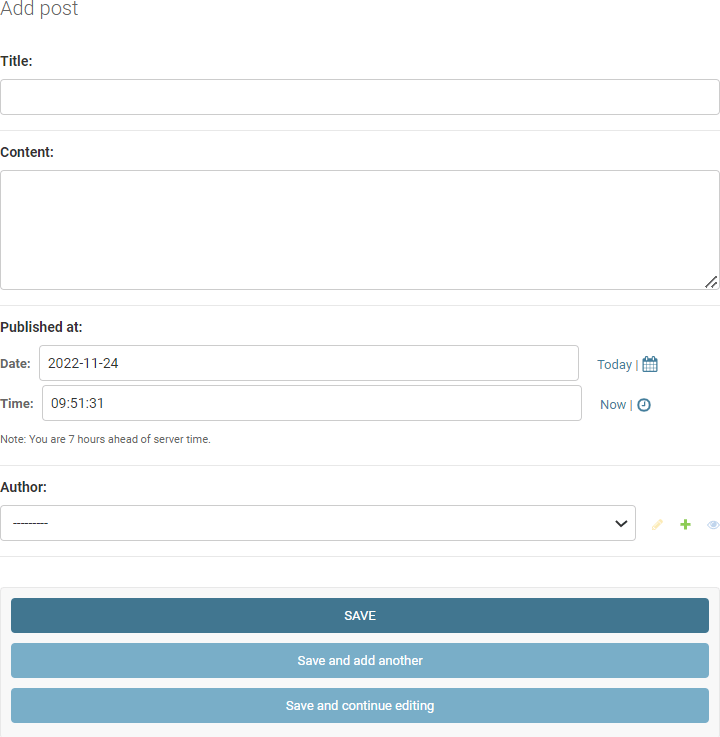 Add post
Title:
Content:
Published at:
Date: 2022-11-24 Today |
Time: 09:51:31 Now |
Note: You are 7 hours ahead of server time.
Author:
---------
SAVE
Save and add another
Save and continue editing